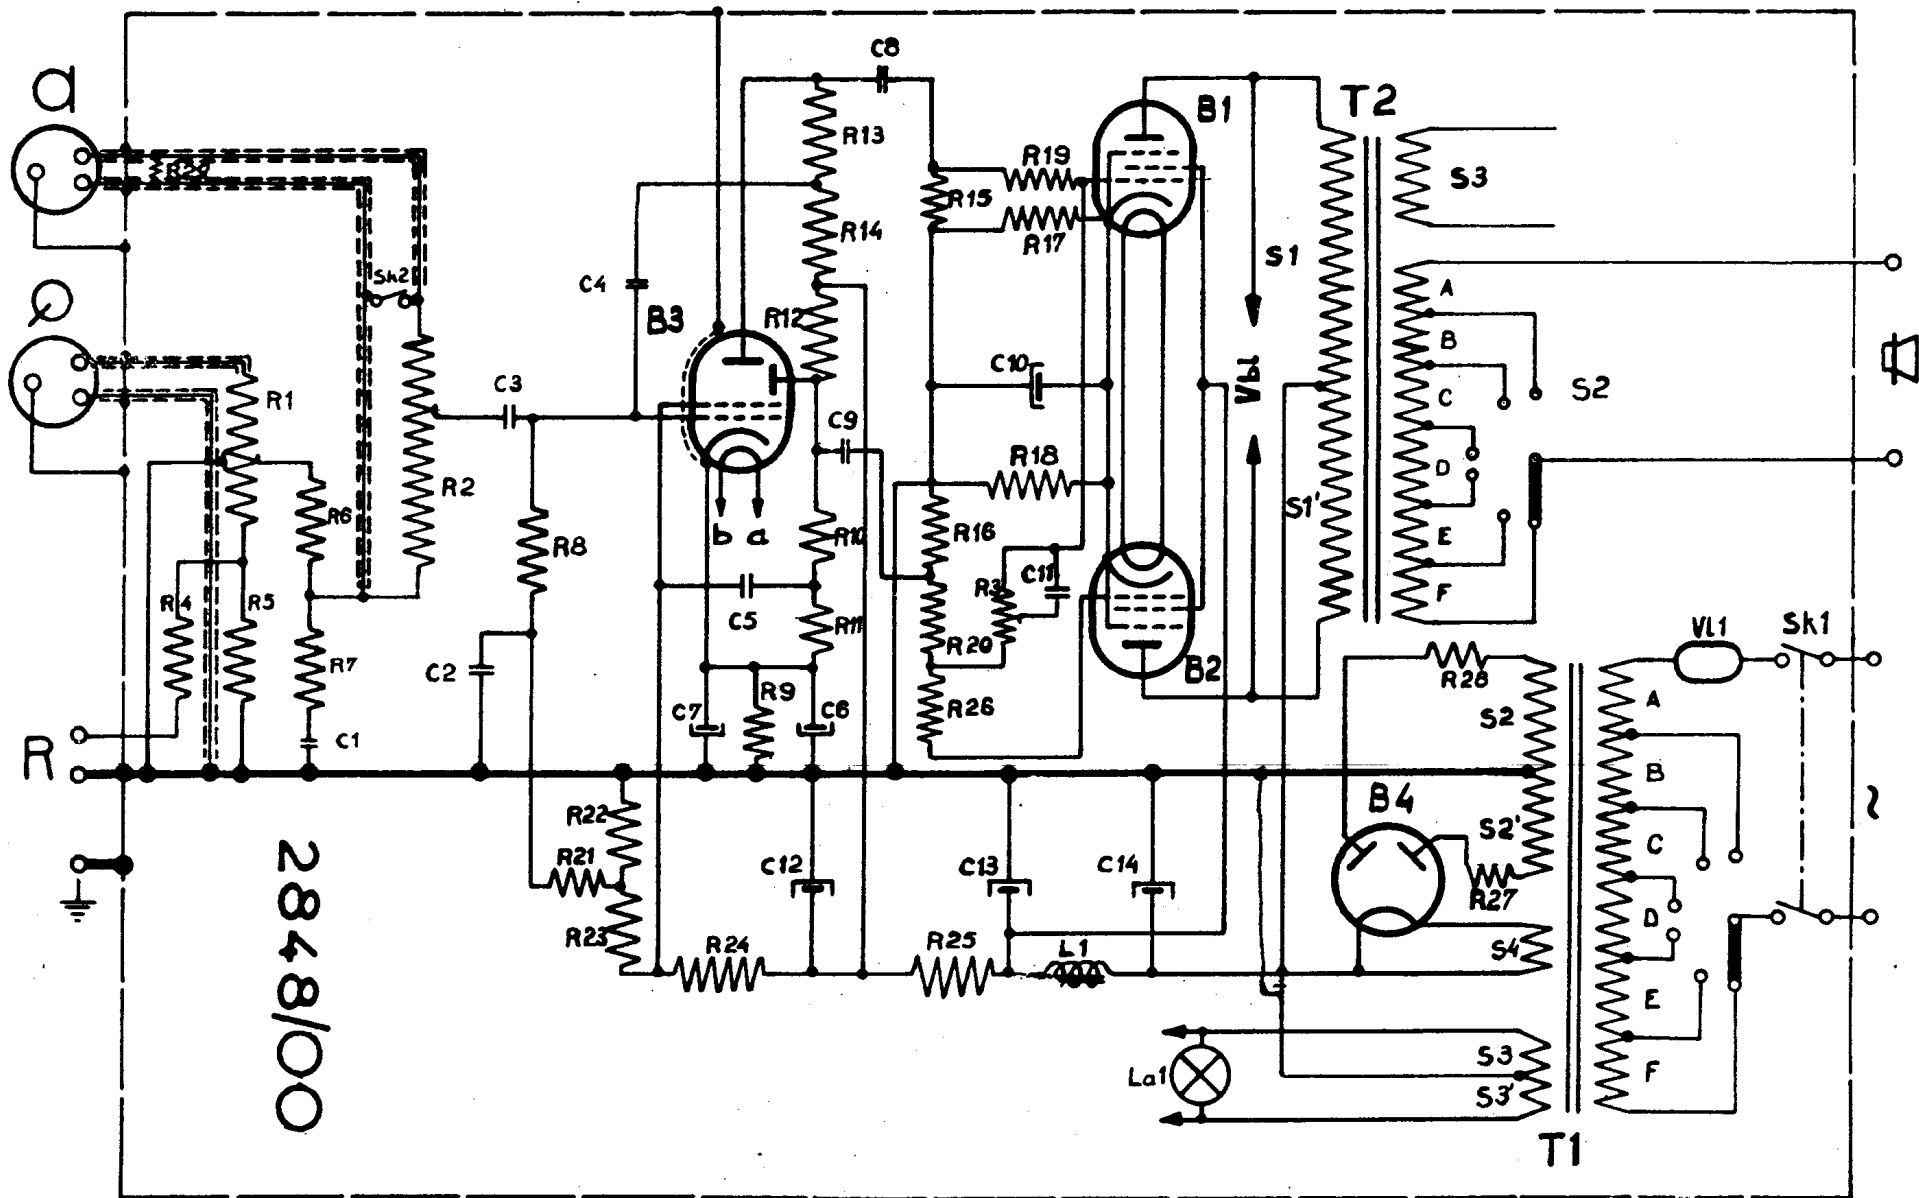 C8
B1
T2
R13
R19
R29
R15
S3
R14
R17
S1
Sk2
C4
B3
R12
A
B
C10
Vbl
C3
S2
R1
C
C9
R18
D
R2
S1'
R6
b a
R10
R16
E
R8
R3
C11
R4
R5
C5
F
R11
R20
Vl1
Sk1
R7
C2
B2
R28
R9
A
C7
C6
R26
S2
R
C1
B
B4
R22
S2'
C
R21
C12
C13
C14
R27
2848/00
D
R23
R24
R25
L1
S4
E
S3
La1
F
S3'
T1